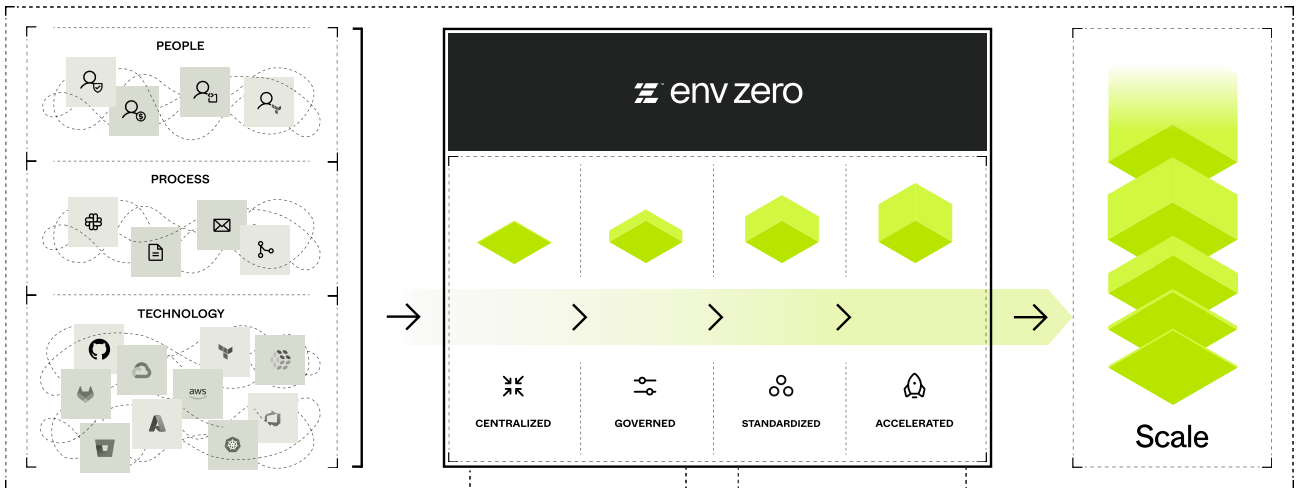 PEOPLE
PROCESS
TECHNOLOGY
aws
env zero
CENTRALIZED
GOVERNED
STANDARDIZED
ACCELERATED
Scale